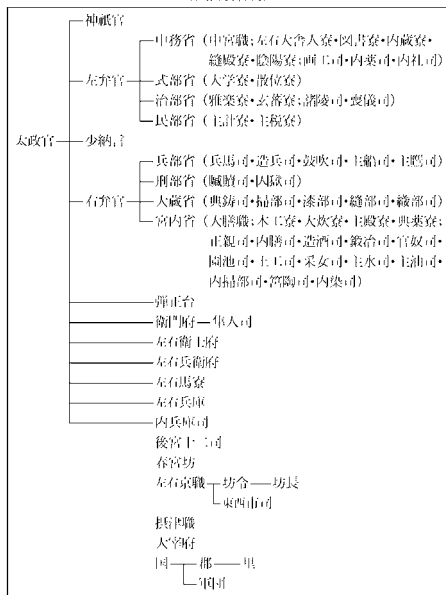 神祇官
中務省（中宮職；左右大舎人寮・図書寮・内蔵寮・
縫殿寮・陰陽寮；画工司・内薬司・内礼司）
左弁官
式部省（大学寮・散位寮）
治部省（雅楽寮・玄蕃寮；諸陵司・喪儀司）
民部省（主計寮・主税寮）
太政官
少納言
兵部省（兵馬司・造兵司・鼓吹司・主船司・主鷹司）
刑部省（贓贖司・囚獄司）
右弁官
大蔵省（典鋳司・掃部司・漆部司・縫部司・織部司）
宮内省（大膳職；木工寮・大炊寮・主殿寮・典薬寮；
正親司・内膳司・造酒司・鍛冶司・官奴司・
園池司・土工司・采女司・主水司・主油司・
内掃部司・筥陶司・内染司）
弾正台
衛門府 隼人司
左右衛士府
左右兵衛府
左右馬寮
左右兵庫
内兵庫司
後宮十二司
春宮坊
左右京職 坊令 坊長
東西市司
摂津職
大宰府
国 郡 里
軍団